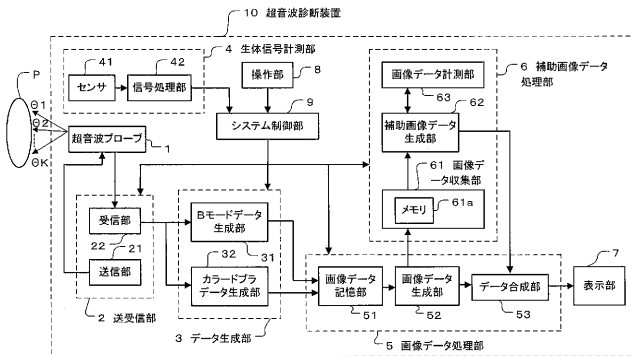 10 超音波診断装置
P
θ1
θ2
θK
4 生体信号計測部
41
センサ
42
信号処理部
操作部
8
9
システム制御部
超音波プローブ
1
6 補助画像データ
処理部
画像データ計測部
63
62
補助画像データ
生成部
61 画像デー
タ収集部
メモリ
61a
受信部
22
21
送信部
2 送受信部
Bモードデータ
生成部
31
32
カラードプラ
データ生成部
3 データ生成部
画像データ
記憶部
51
画像データ
生成部
52
データ合成部
53
5 画像データ処理部
7
表示部